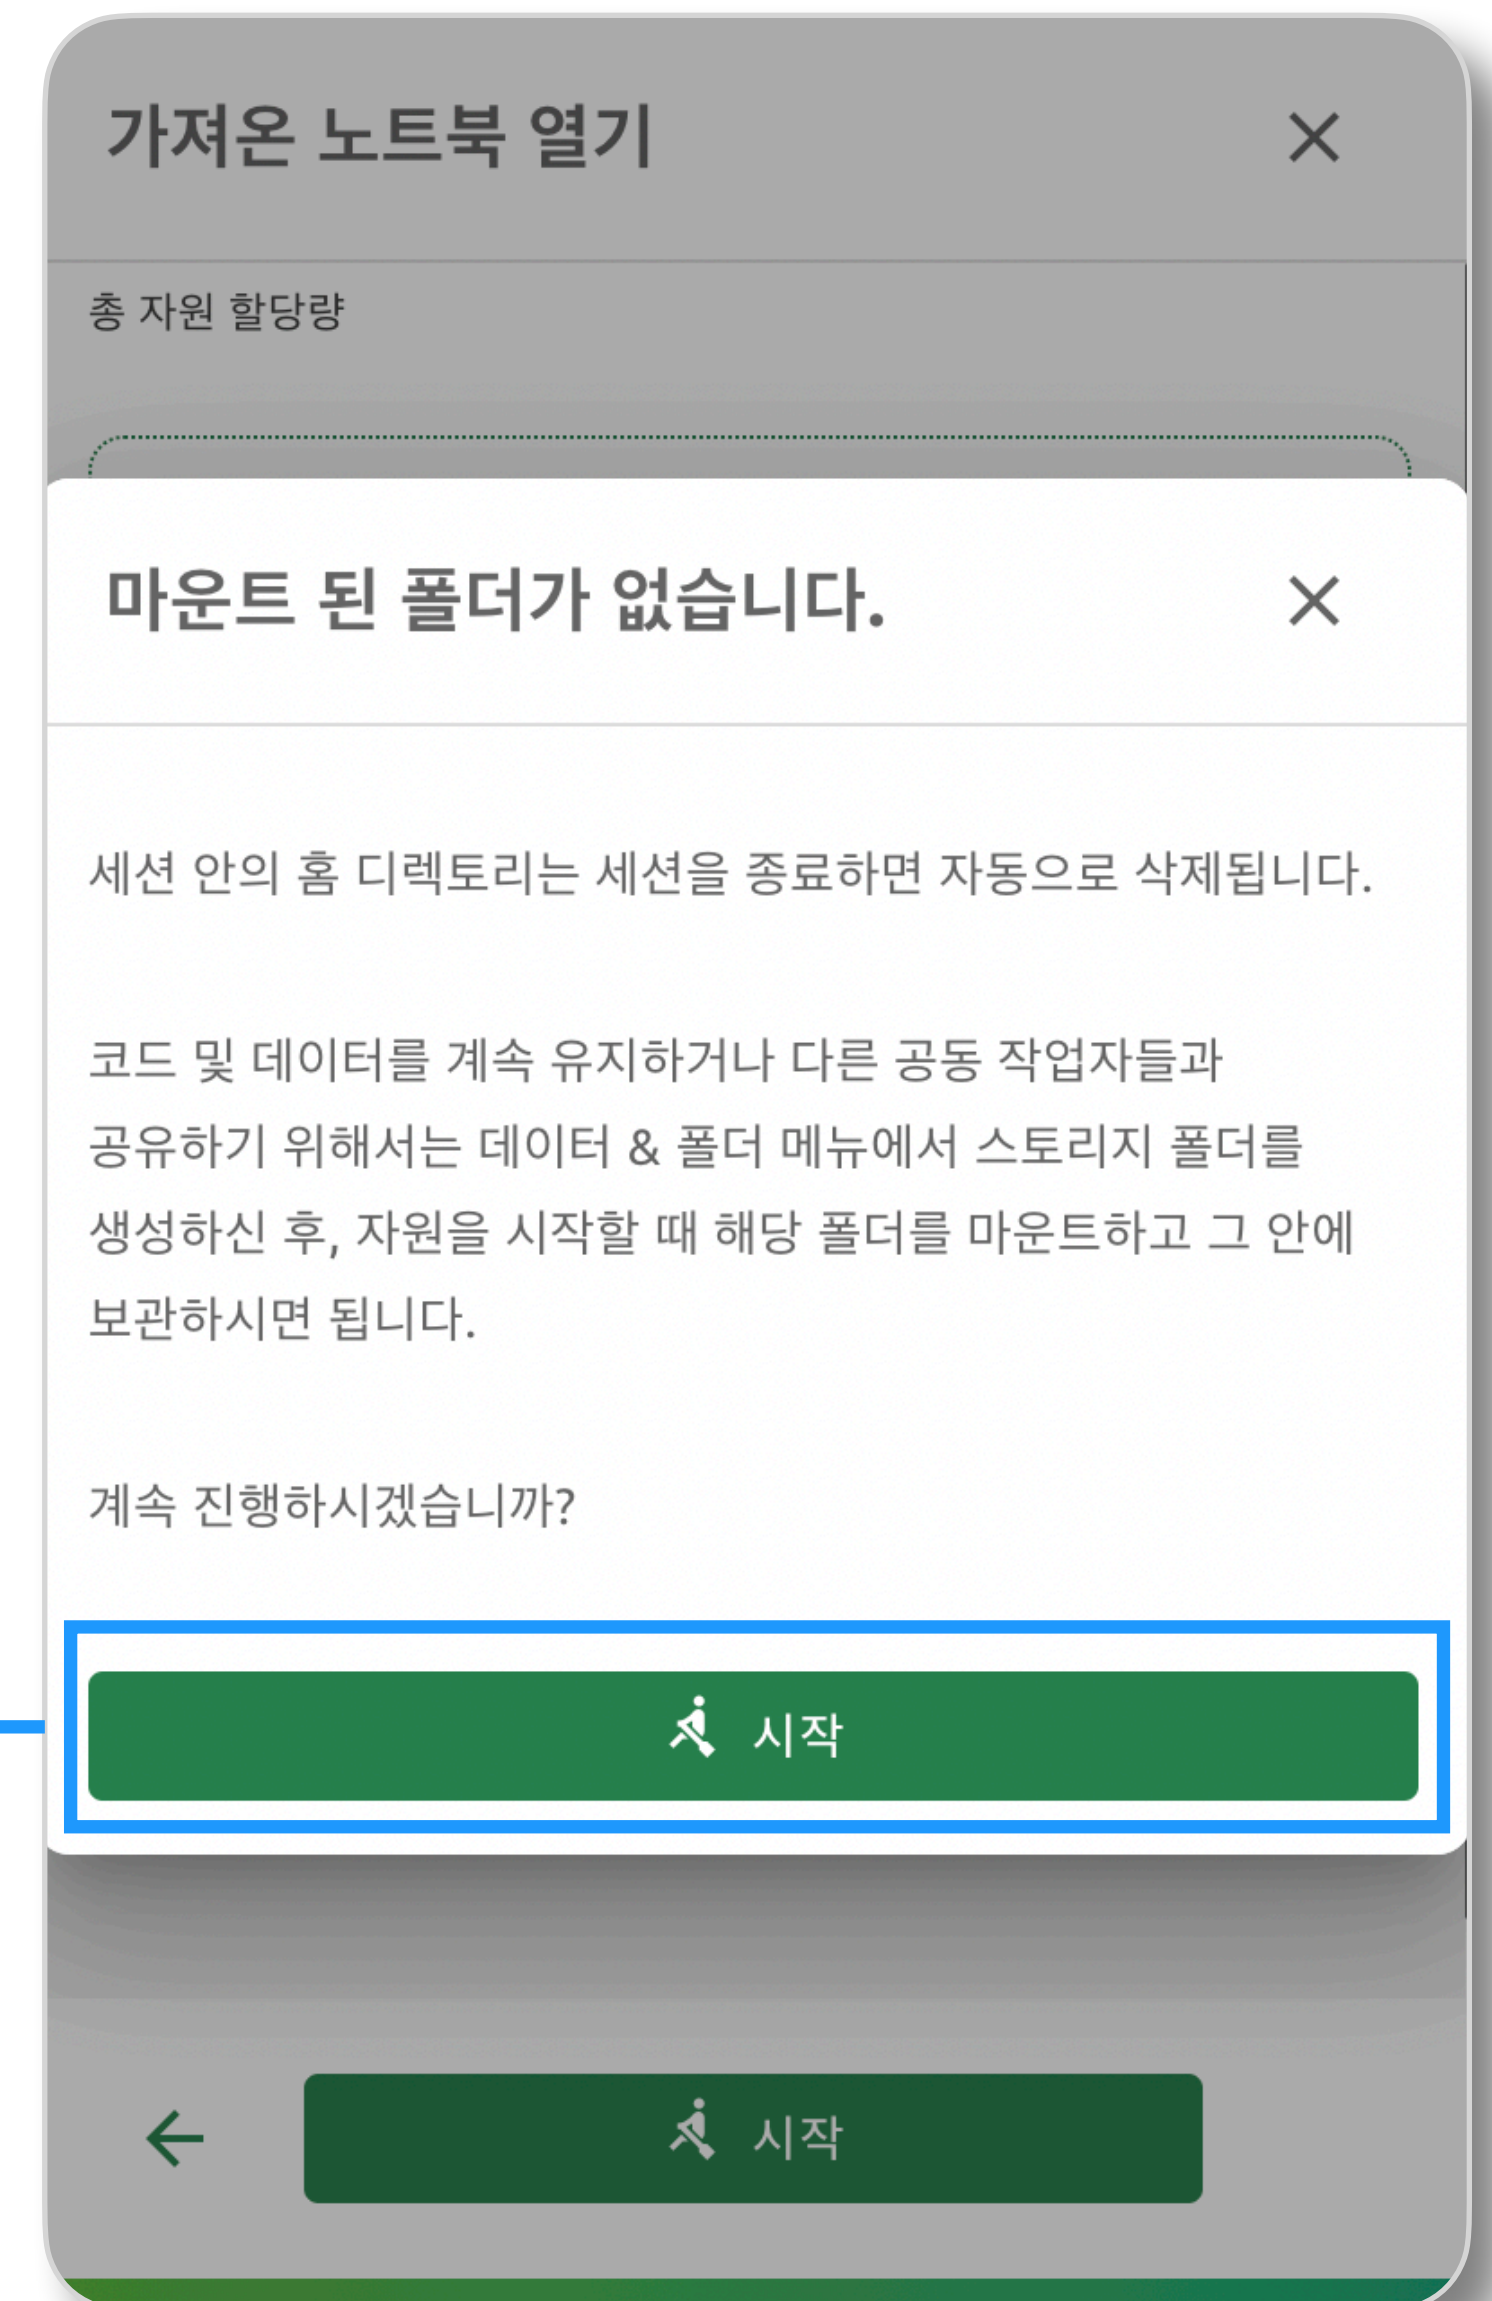 가져온 노트북 열기
총 자원 할당량
마운트 된 폴더가 없습니다.
세션 안의 홈 디렉토리는 세션을 종료하면 자동으로 삭제됩니다.
코드 및 데이터를 계속 유지하거나 다른 공동 작업자들과
공유하기 위해서는 데이터 & 폴더 메뉴에서 스토리지 폴더를
생성하신 후, 자원을 시작할 때 해당 폴더를 마운트하고 그 안에
보관하시면 됩니다.
계속 진행하시겠습니까?
시작
시작